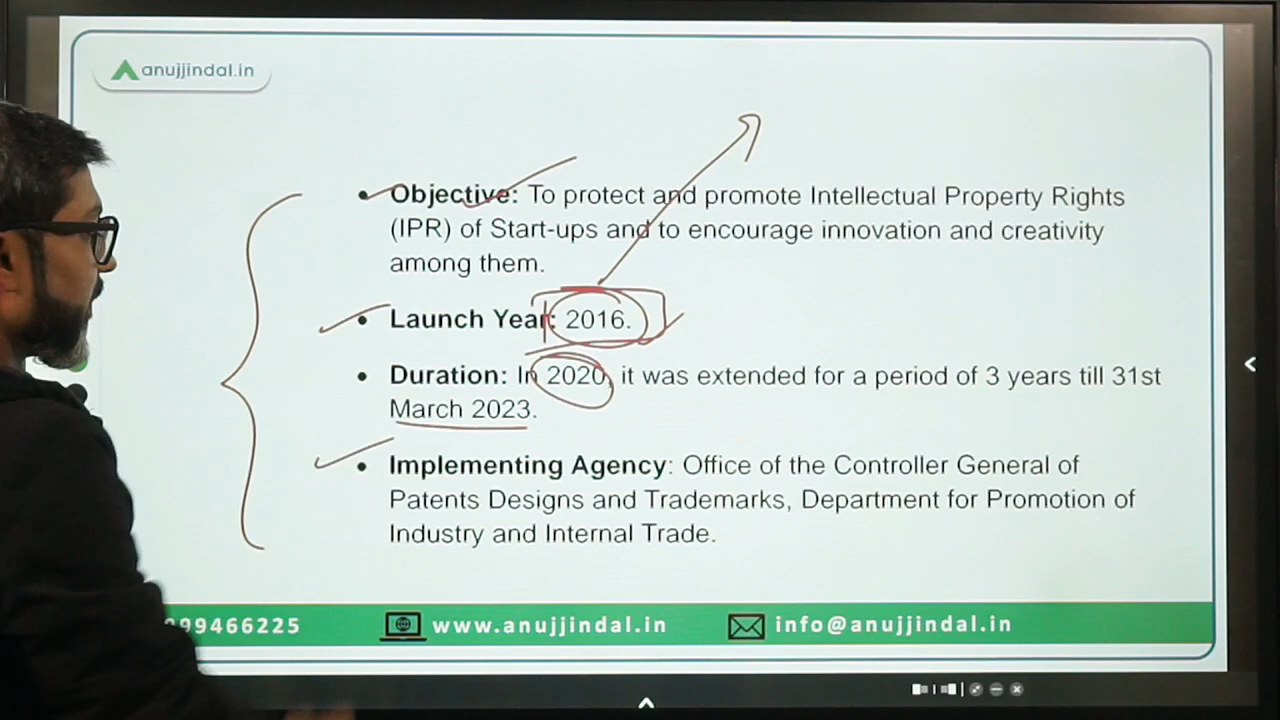 anujjindal.in
• Objective: To protect and promote Intellectual Property Rights
(IPR) of Start-ups and to encourage innovation and creativity
among them.
• Launch Year: 2016.
• Duration: In 2020, it was extended for a period of 3 years till 31st
March 2023.
• Implementing Agency: Office of the Controller General of
Patents Designs and Trademarks, Department for Promotion of
Industry and Internal Trade.
99466225 www.anujjindal.in info@anujjindal.in